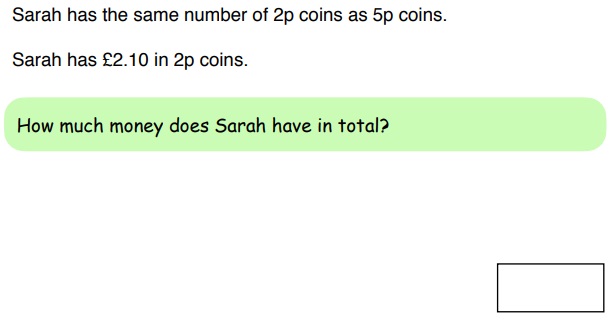 Sarah has the same number of 2p coins as 5p coins.
Sarah has £2.10 in 2p coins.
How much money does Sarah have in total?